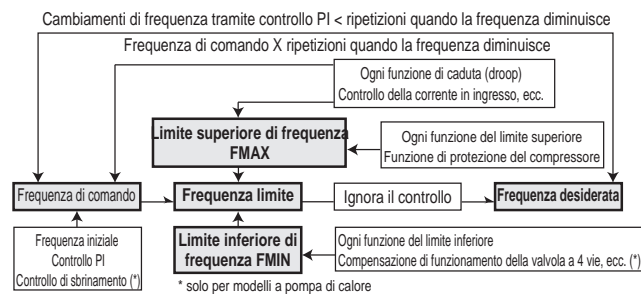 Cambiamenti di frequenza tramite controllo PI < ripetizioni quando la frequenza diminuisce
Frequenza di comando X ripetizioni quando la frequenza diminuisce
Ogni funzione di caduta (droop)
Controllo della corrente in ingresso, ecc.
Limite superiore di frequenza
FMAX
Ogni funzione del limite superiore
Funzione di protezione del compressore
Frequenza di comando
Frequenza limite
Ignora il controllo
Frequenza desiderata
Frequenza iniziale
Controllo PI
Controllo di sbrinamento (*)
Limite inferiore di
frequenza FMIN
Ogni funzione del limite inferiore
Compensazione di funzionamento della valvola a 4 vie, ecc. (*)
* solo per modelli a pompa di calore